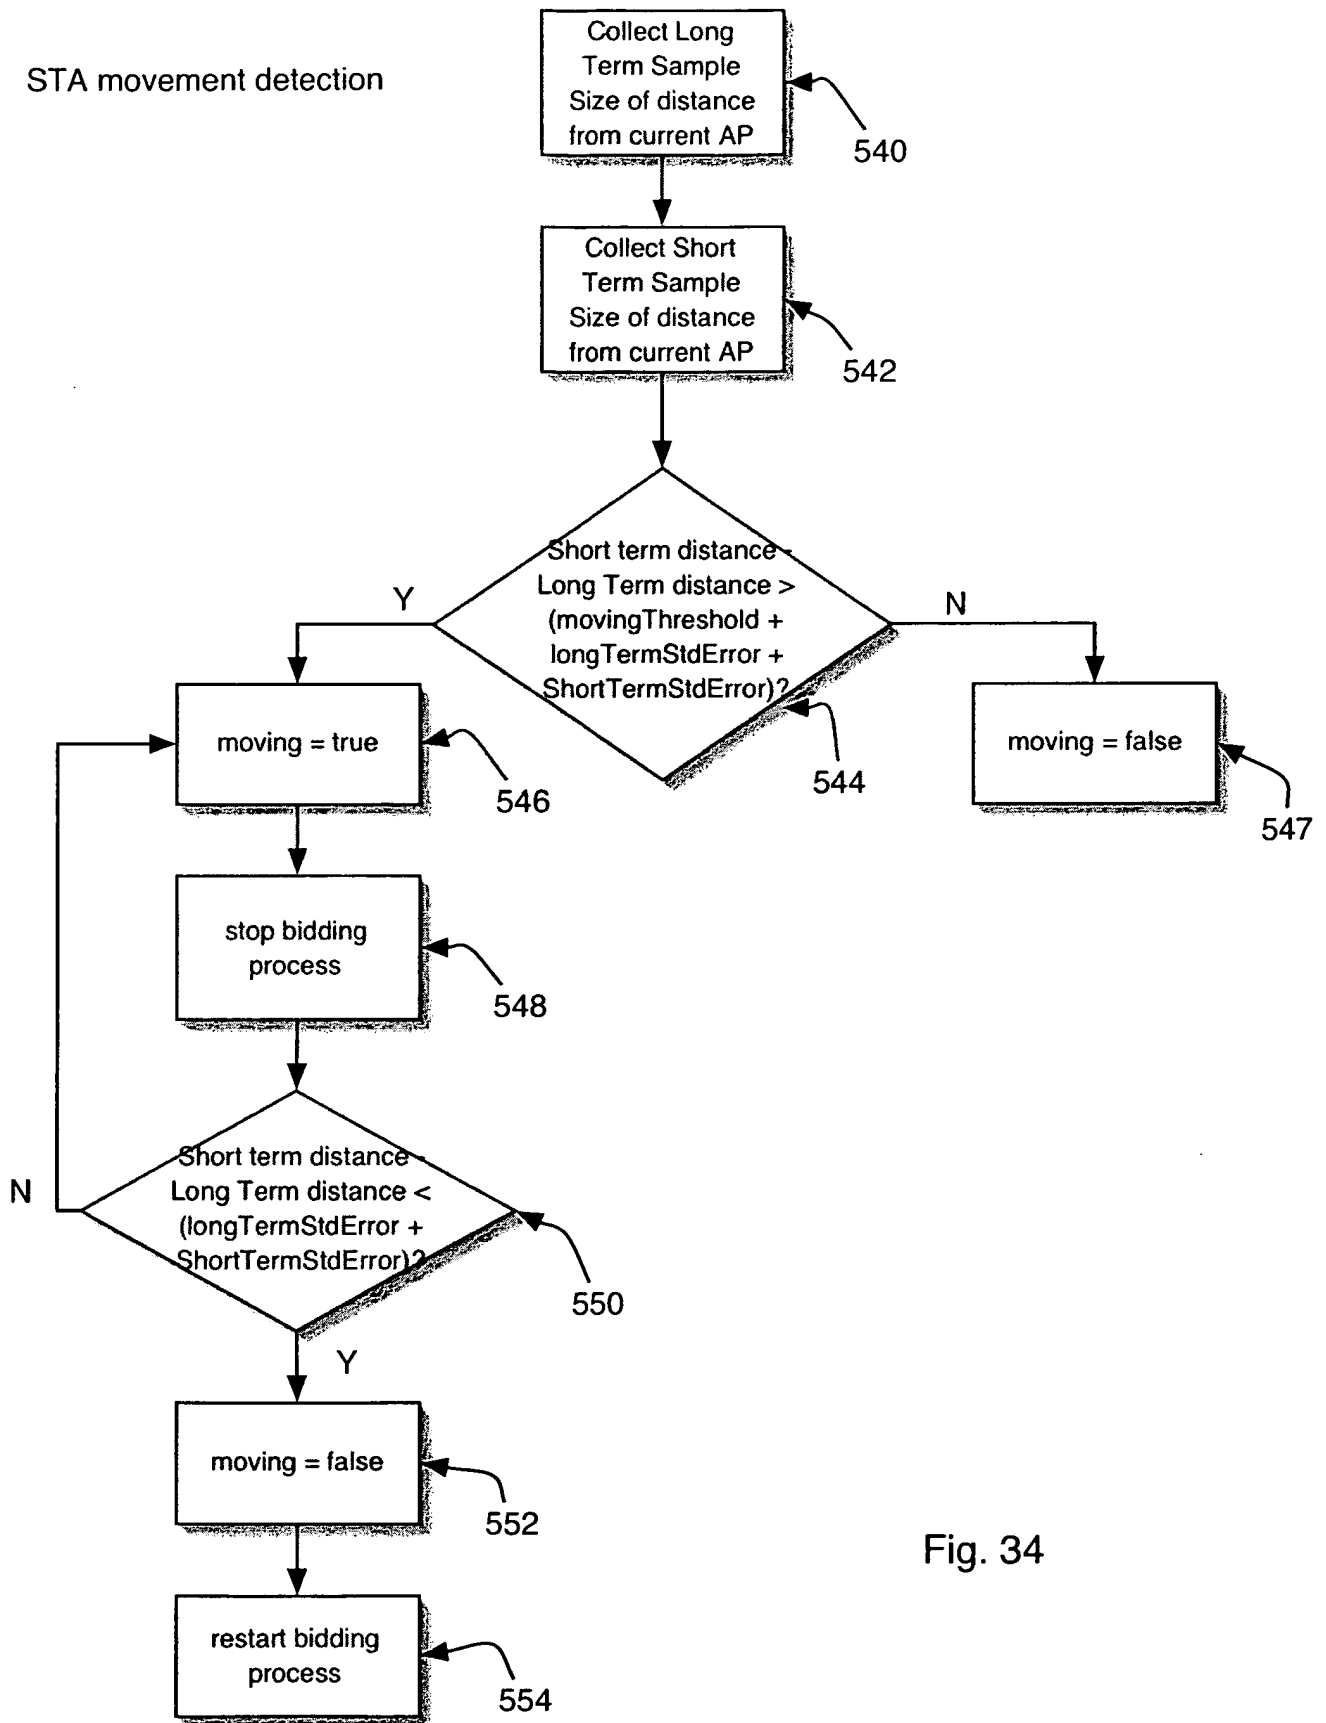 STA movement detection
Collect Long
Term Sample
Size of distance
from current AP
540
Collect Short
Term Sample
Size of distance
from current AP
542
Short term distance -
Long Term distance >
(movingThreshold +
longTermStdError +
ShortTermStdError)?
544
Y
N
moving = true
546
moving = false
547
stop bidding
process
548
Short term distance -
Long Term distance <
(longTermStdError +
ShortTermStdError)?
550
N
Y
moving = false
552
restart bidding
process
554
Fig. 34